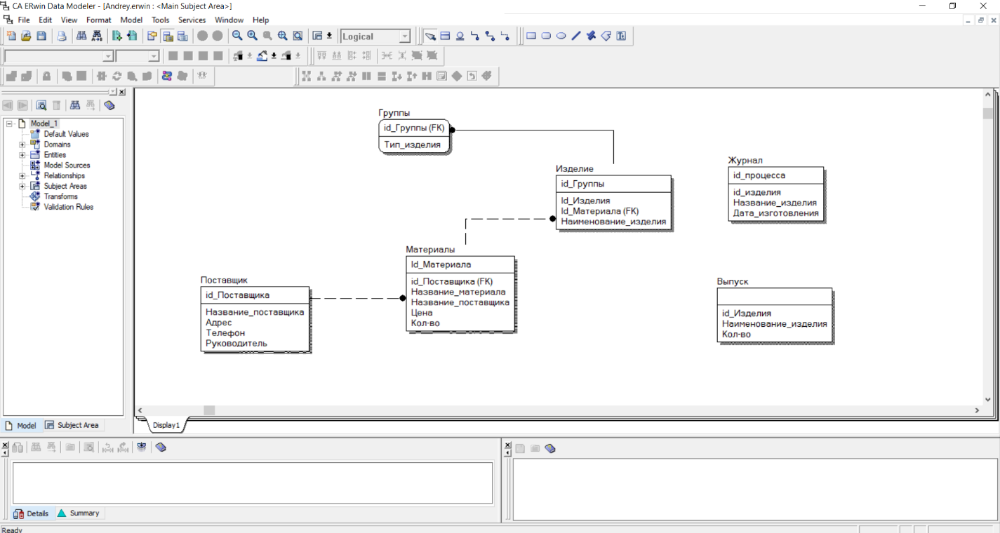 CA ERwin Data Modeler - [Andrey.erwin : <Main Subject Area>]
File Edit View Format Model Tools Services Window Help
Logical
Model_1
Default Values
Domains
Entities
Model Sources
Relationships
Subject Areas
Transforms
Validation Rules
Model
Subject Area
Группы
id_Группы (FK)
Тип_изделия
Изделие
id_Группы
Id_Изделия
Id_Материала (FK)
Наименование_изделия
Журнал
id_процесса
id_изделия
Название_изделия
Дата_изготовления
Материалы
Id_Материала
id_Поставщика (FK)
Название_материала
Название_поставщика
Цена
Кол-во
Поставщик
id_Поставщика
Название_поставщика
Адрес
Телефон
Руководитель
Выпуск
id_Изделия
Наименование_изделия
Кол-во
Display1
Details
Summary
Ready